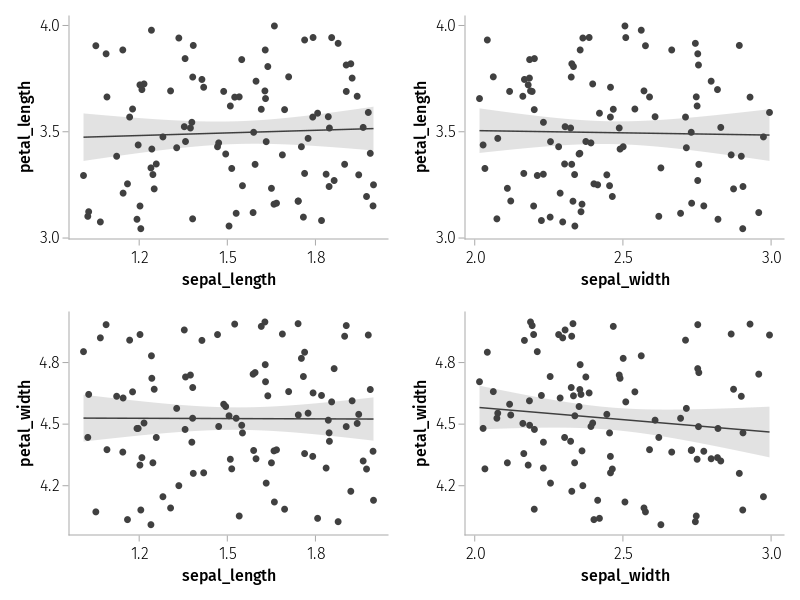 petal_length
4.0
3.5
3.0
1.2 1.5 1.8
sepal_length
petal_length
4.0
3.5
3.0
2.0 2.5 3.0
sepal_width
petal_width
4.8
4.5
4.2
1.2 1.5 1.8
sepal_length
petal_width
4.8
4.5
4.2
2.0 2.5 3.0
sepal_width